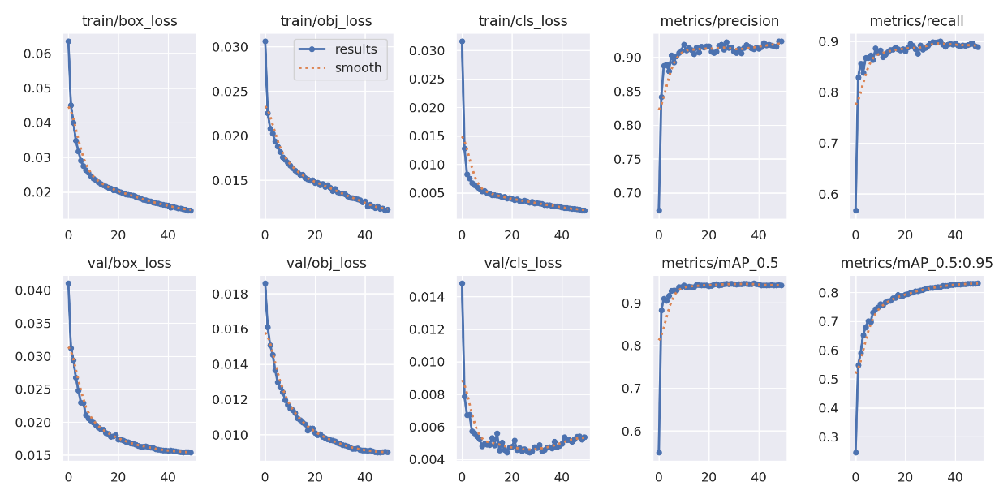 train/box_loss
train/obj_loss
train/cls_loss
metrics/precision
metrics/recall
0.06
0.05
0.04
0.03
0.02
0 20 40
results
smooth
0.030
0.025
0.020
0.015
0 20 40
0.030
0.025
0.020
0.015
0.010
0.005
0 20 40
0.90
0.85
0.80
0.75
0.70
0 20 40
0.9
0.8
0.7
0.6
0 20 40
val/box_loss
val/obj_loss
val/cls_loss
metrics/mAP_0.5
metrics/mAP_0.5:0.95
0.040
0.035
0.030
0.025
0.020
0.015
0 20 40
0.018
0.016
0.014
0.012
0.010
0 20 40
0.014
0.012
0.010
0.008
0.006
0.004
0 20 40
0.9
0.8
0.7
0.6
0 20 40
0.8
0.7
0.6
0.5
0.4
0.3
0 20 40